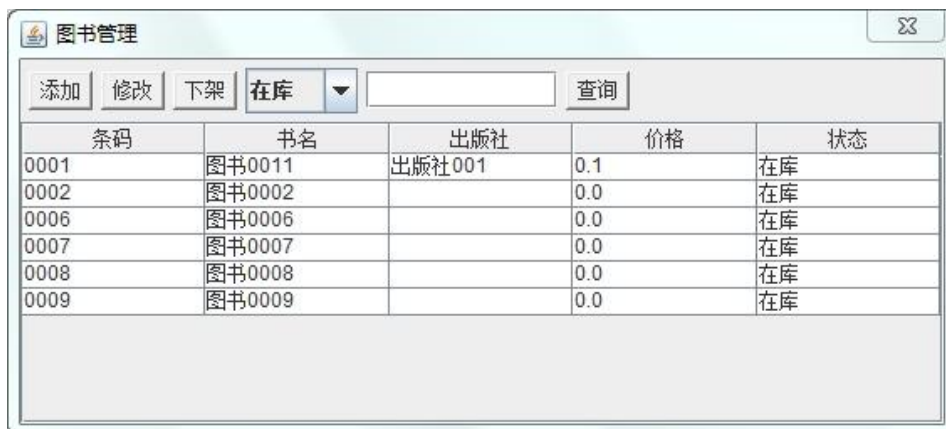 图书管理
添加 修改 下架 在库 查询
条码 书名 出版社 价格 状态
0001 图书0011 出版社001 0.1 在库
0002 图书0002 0.0 在库
0006 图书0006 0.0 在库
0007 图书0007 0.0 在库
0008 图书0008 0.0 在库
0009 图书0009 0.0 在库